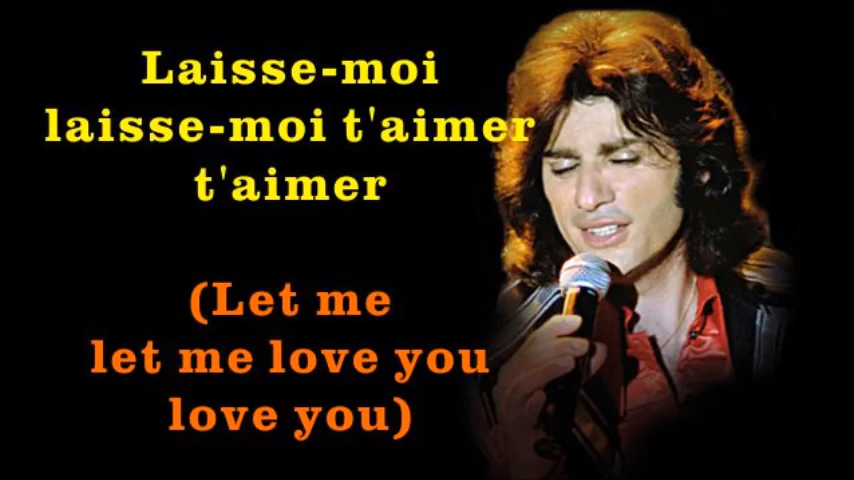 Laisse-moi
laisse-moi t'aimer
t'aimer
(Let me
let me love you
love you)